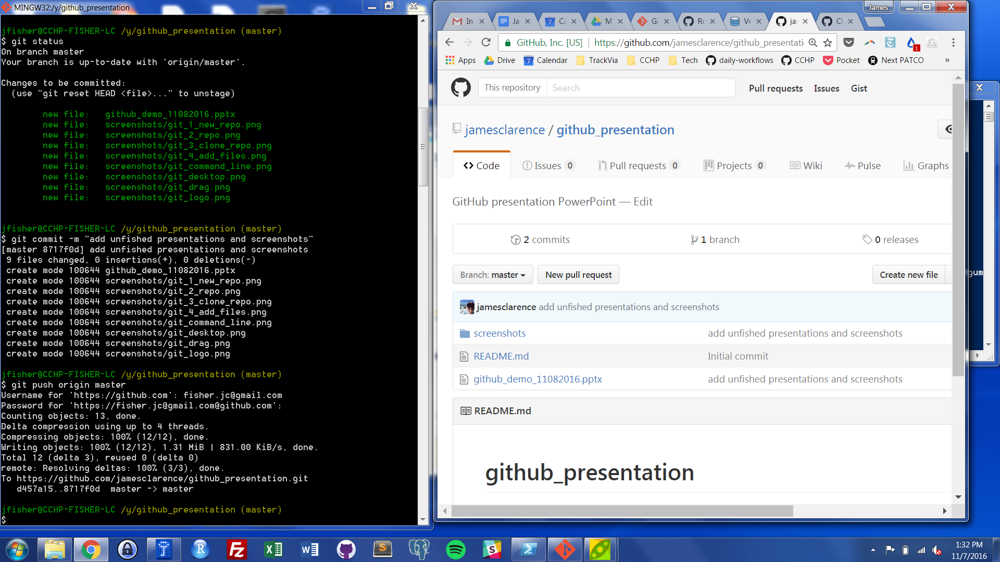 MINGW32:/y/github_presentation
jfisher@CCHP-FISHER-LC /y/github_presentation (master)
$ git status
On branch master
Your branch is up-to-date with 'origin/master'.
Changes to be committed:
(use "git reset HEAD <file>..." to unstage)
new file: github_demo_11082016.pptx
new file: screenshots/git_1_new_repo.png
new file: screenshots/git_2_repo.png
new file: screenshots/git_3_clone_repo.png
new file: screenshots/git_4_add_files.png
new file: screenshots/git_command_line.png
new file: screenshots/git_desktop.png
new file: screenshots/git_drag.png
new file: screenshots/git_logo.png
jfisher@CCHP-FISHER-LC /y/github_presentation (master)
$ git commit -m "add unfished presentations and screenshots"
[master 8717f0d] add unfished presentations and screenshots
9 files changed, 0 insertions(+), 0 deletions(-)
create mode 100644 github_demo_11082016.pptx
create mode 100644 screenshots/git_1_new_repo.png
create mode 100644 screenshots/git_2_repo.png
create mode 100644 screenshots/git_3_clone_repo.png
create mode 100644 screenshots/git_4_add_files.png
create mode 100644 screenshots/git_command_line.png
create mode 100644 screenshots/git_desktop.png
create mode 100644 screenshots/git_drag.png
create mode 100644 screenshots/git_logo.png
jfisher@CCHP-FISHER-LC /y/github_presentation (master)
$ git push origin master
Username for 'https://github.com': fisher.jc@gmail.com
Password for 'https://fisher.jc@gmail.com@github.com':
Counting objects: 13, done.
Delta compression using up to 4 threads.
Compressing objects: 100% (12/12), done.
Writing objects: 100% (12/12), 1.31 MiB | 831.00 KiB/s, done.
Total 12 (delta 3), reused 0 (delta 0)
remote: Resolving deltas: 100% (3/3), done.
To https://github.com/jamesclarence/github_presentation.git
d457a15..8717f0d master -> master
jfisher@CCHP-FISHER-LC /y/github_presentation (master)
$
James
In
Ja
7 Ca
M
Gi
Ro
Ve
ja
Cl
GitHub, Inc. [US] https://github.com/jamesclarence/github_presentati
1
Apps Drive 7 Calendar TrackVia CCHP Tech daily-workflows CCHP Pocket Next PATCO »
This repository Search Pull requests Issues Gist
jamesclarence / github_presentation
Code Issues 0 Pull requests 0 Projects 0 Wiki Pulse Graphs
GitHub presentation PowerPoint — Edit
2 commits 1 branch 0 releases
Branch: master New pull request Create new file
jamesclarence add unfished presentations and screenshots
screenshots add unfished presentations and screenshots
README.md Initial commit
github_demo_11082016.pptx add unfished presentations and screenshots
README.md
github_presentation
gum
1:32 PM
11/7/2016